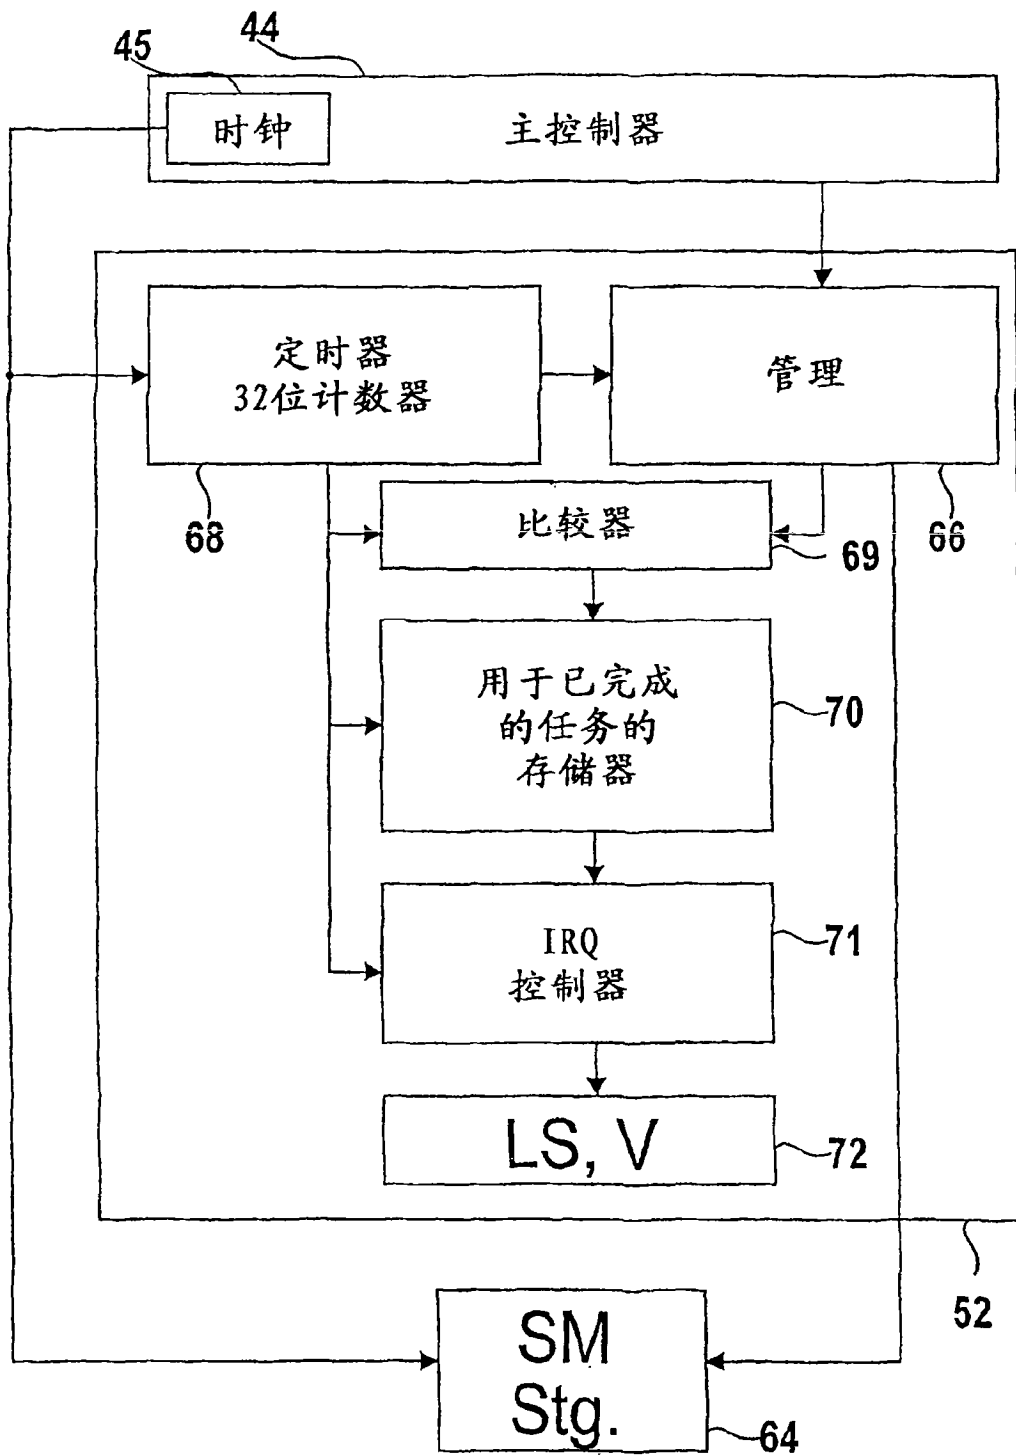 45
44
时钟
主控制器
定时器
32位计数器
管理
68
比较器
69
66
用于已完成
的任务的
存储器
70
IRQ
控制器
71
LS, V
72
52
SM
Stg.
64